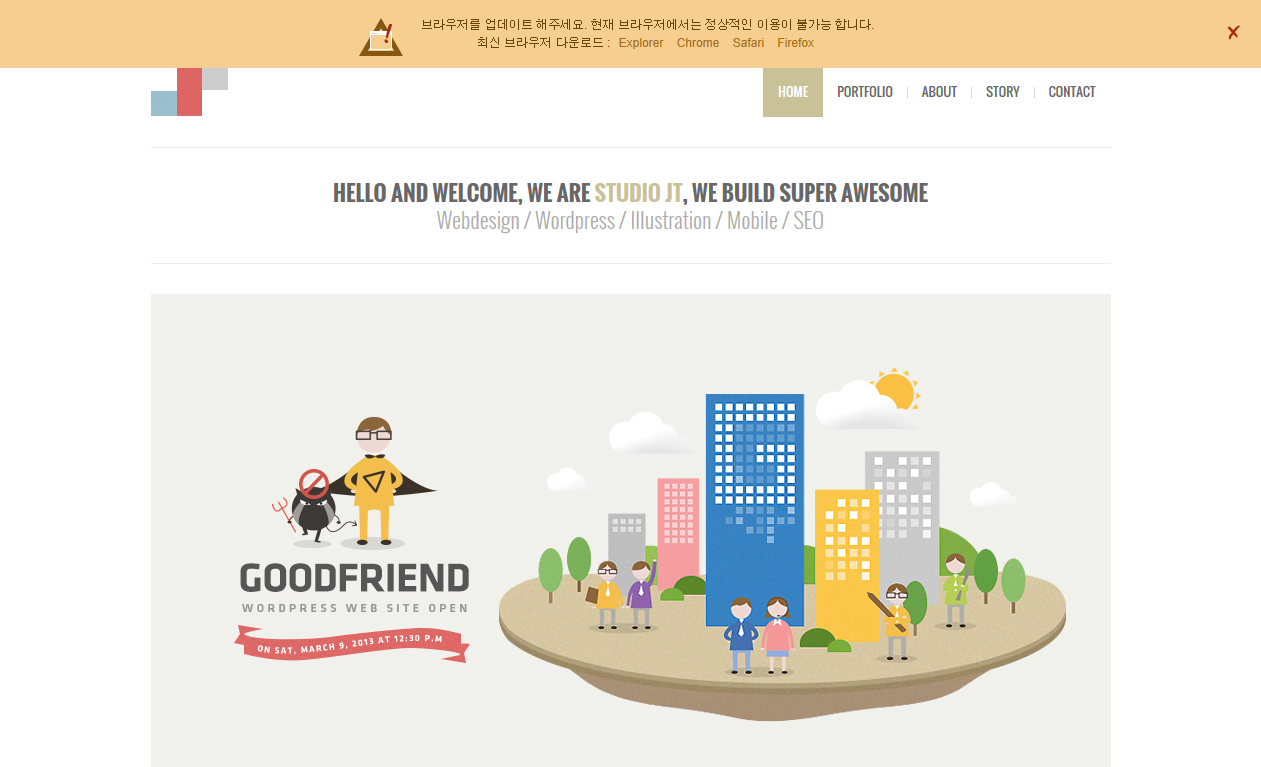 브라우저를 업데이트 해주세요. 현재 브라우저에서는 정상적인 이용이 불가능 합니다.
최신 브라우저 다운로드 : Explorer Chrome Safari Firefox
HOME PORTFOLIO ABOUT STORY CONTACT
HELLO AND WELCOME, WE ARE STUDIO JT, WE BUILD SUPER AWESOME
Webdesign / Wordpress / Illustration / Mobile / SEO
GOODFRIEND
WORDPRESS WEB SITE OPEN
ON SAT, MARCH 9, 2013 AT 12:30 P.M